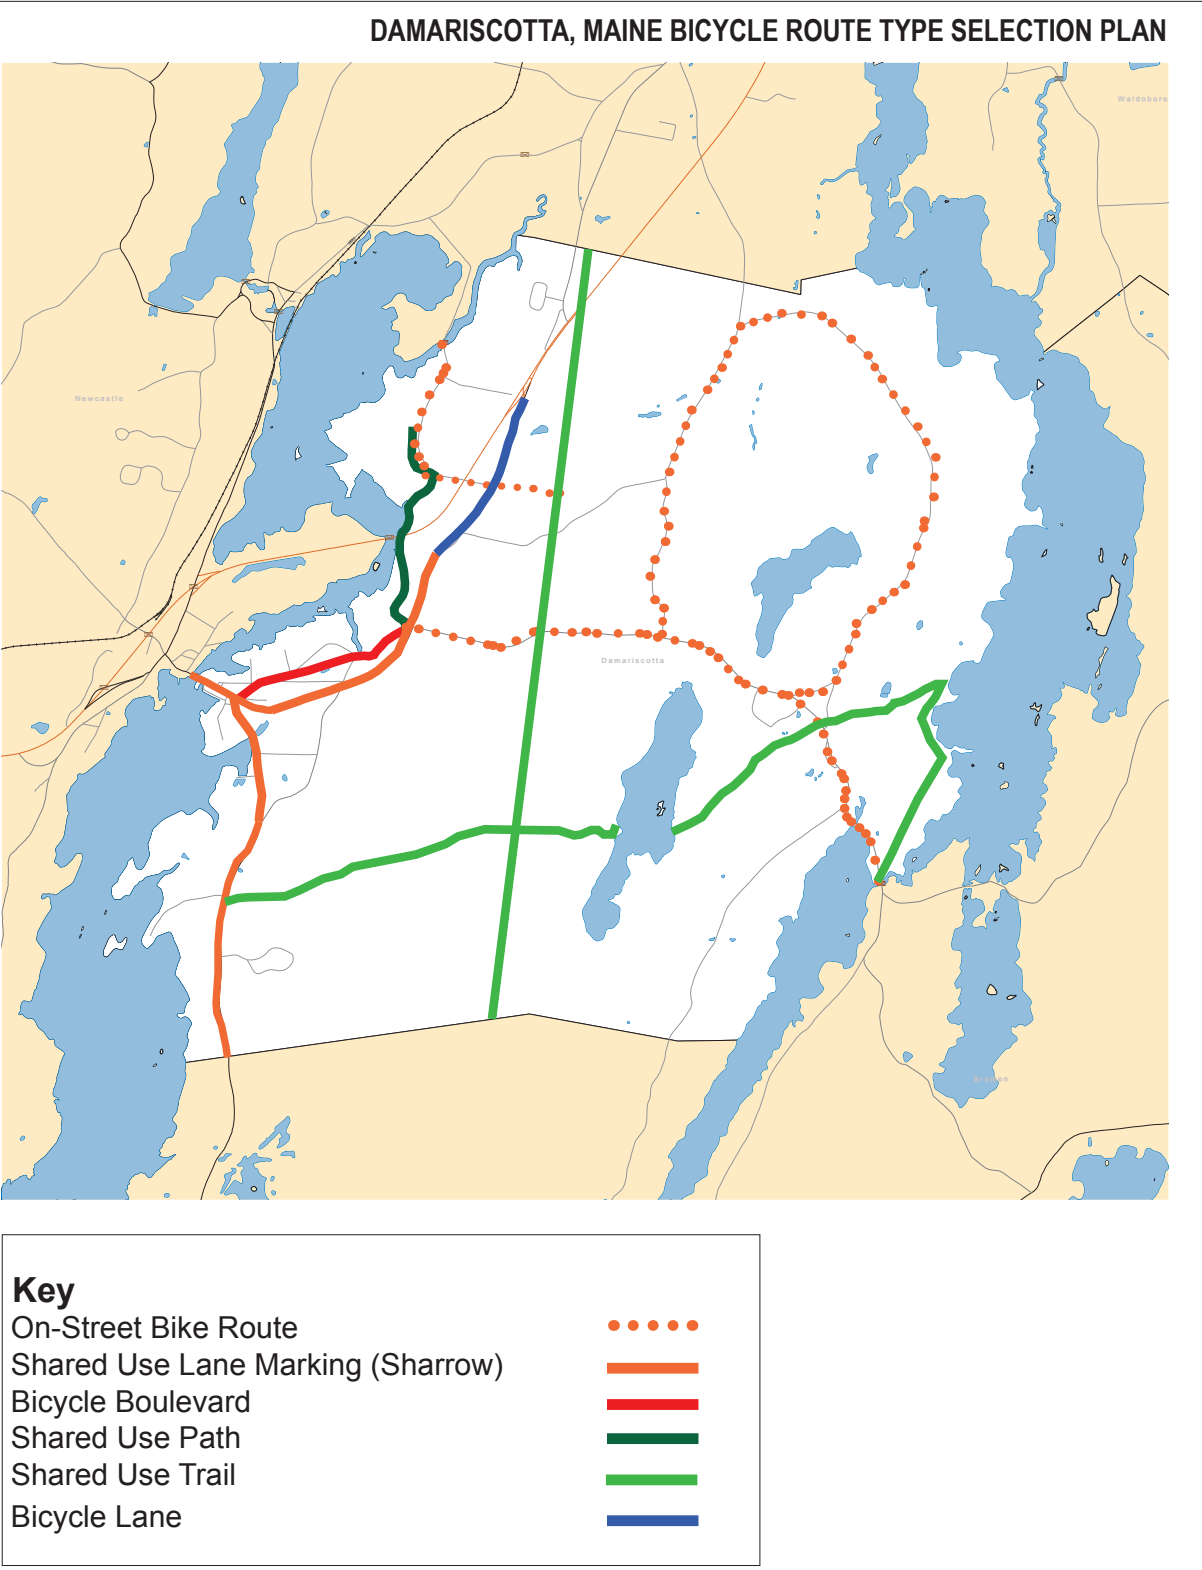 DAMARISCOTTA, MAINE BICYCLE ROUTE TYPE SELECTION PLAN
Waldoboro
Newcastle
Damariscotta
Bremen
Key
On-Street Bike Route
Shared Use Lane Marking (Sharrow)
Bicycle Boulevard
Shared Use Path
Shared Use Trail
Bicycle Lane